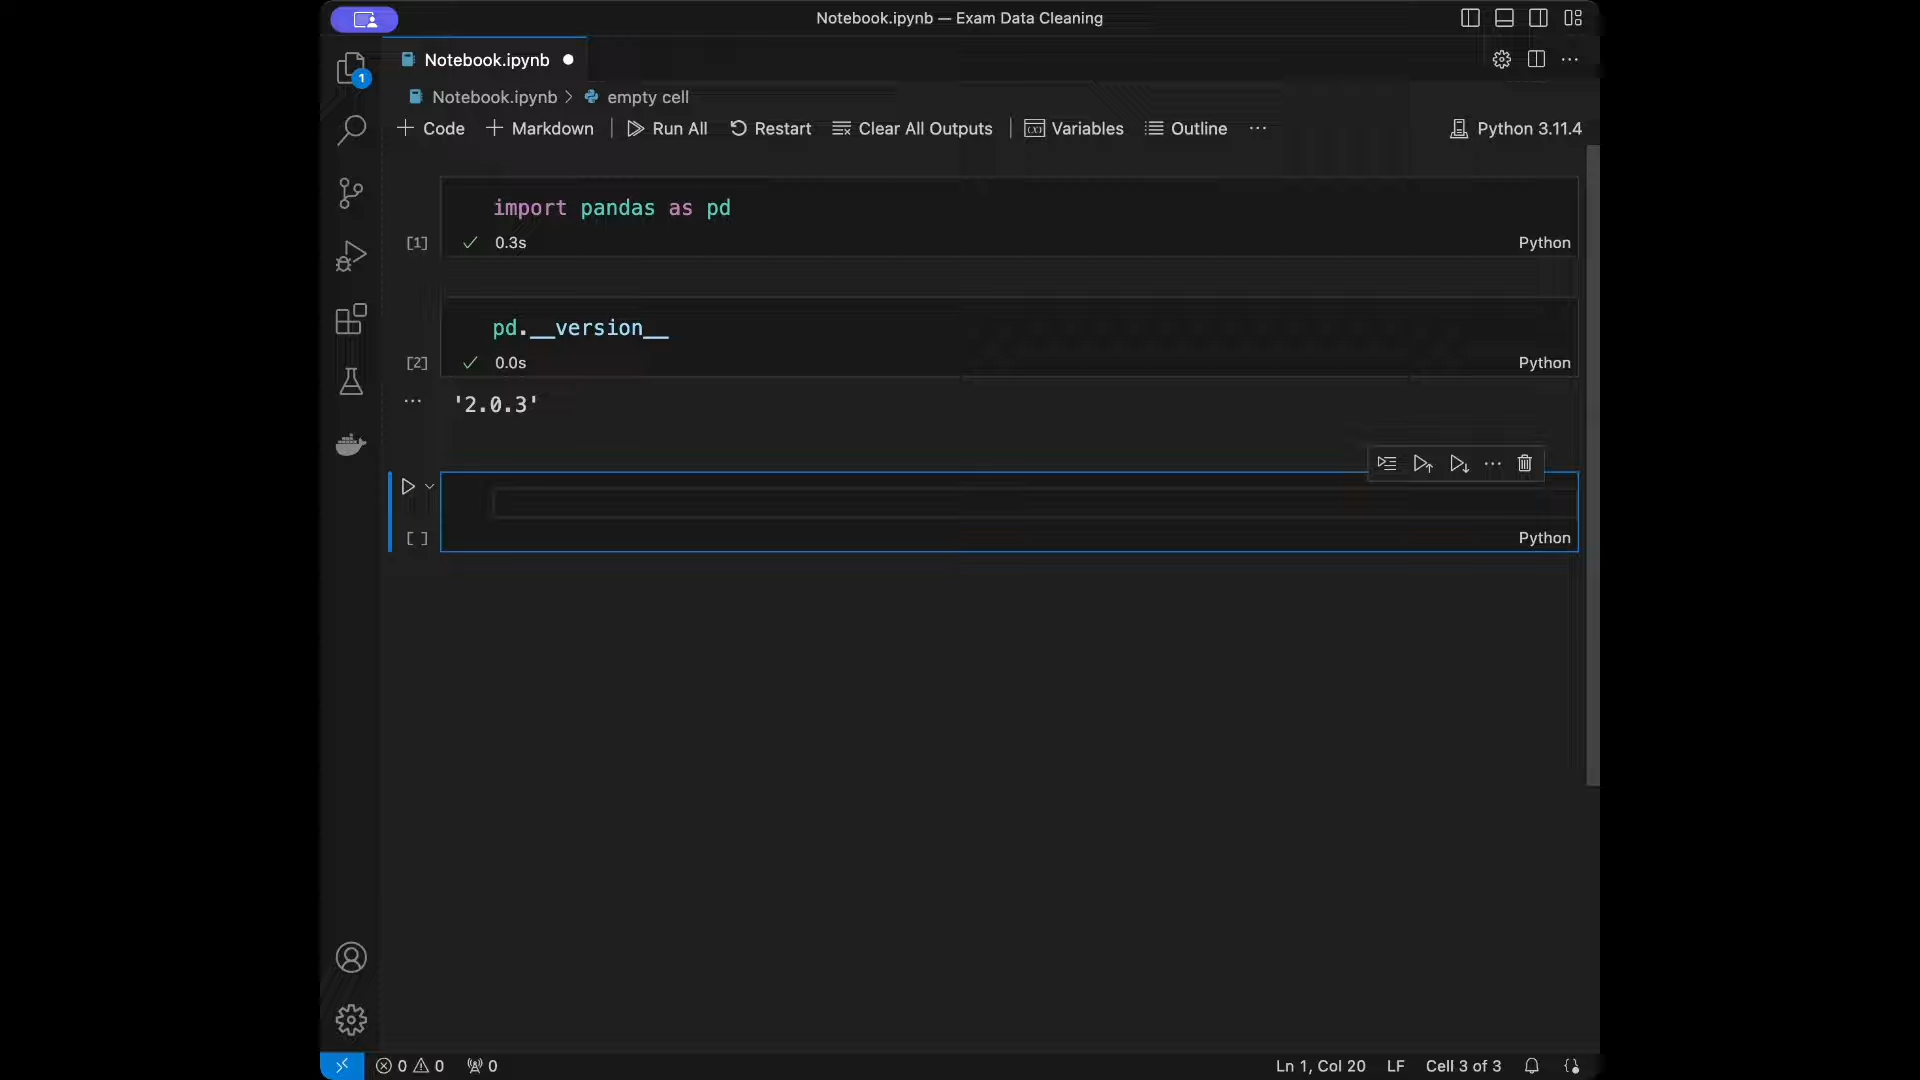 Notebook.ipynb — Exam Data Cleaning
1
Notebook.ipynb
Notebook.ipynb > empty cell
+ Code + Markdown | Run All Restart Clear All Outputs | Variables Outline ··· Python 3.11.4
import pandas as pd
[1] ✓ 0.3s Python
pd.__version__
[2] ✓ 0.0s Python
··· '2.0.3'
[ ] Python
0 0 0 Ln 1, Col 20 LF Cell 3 of 3